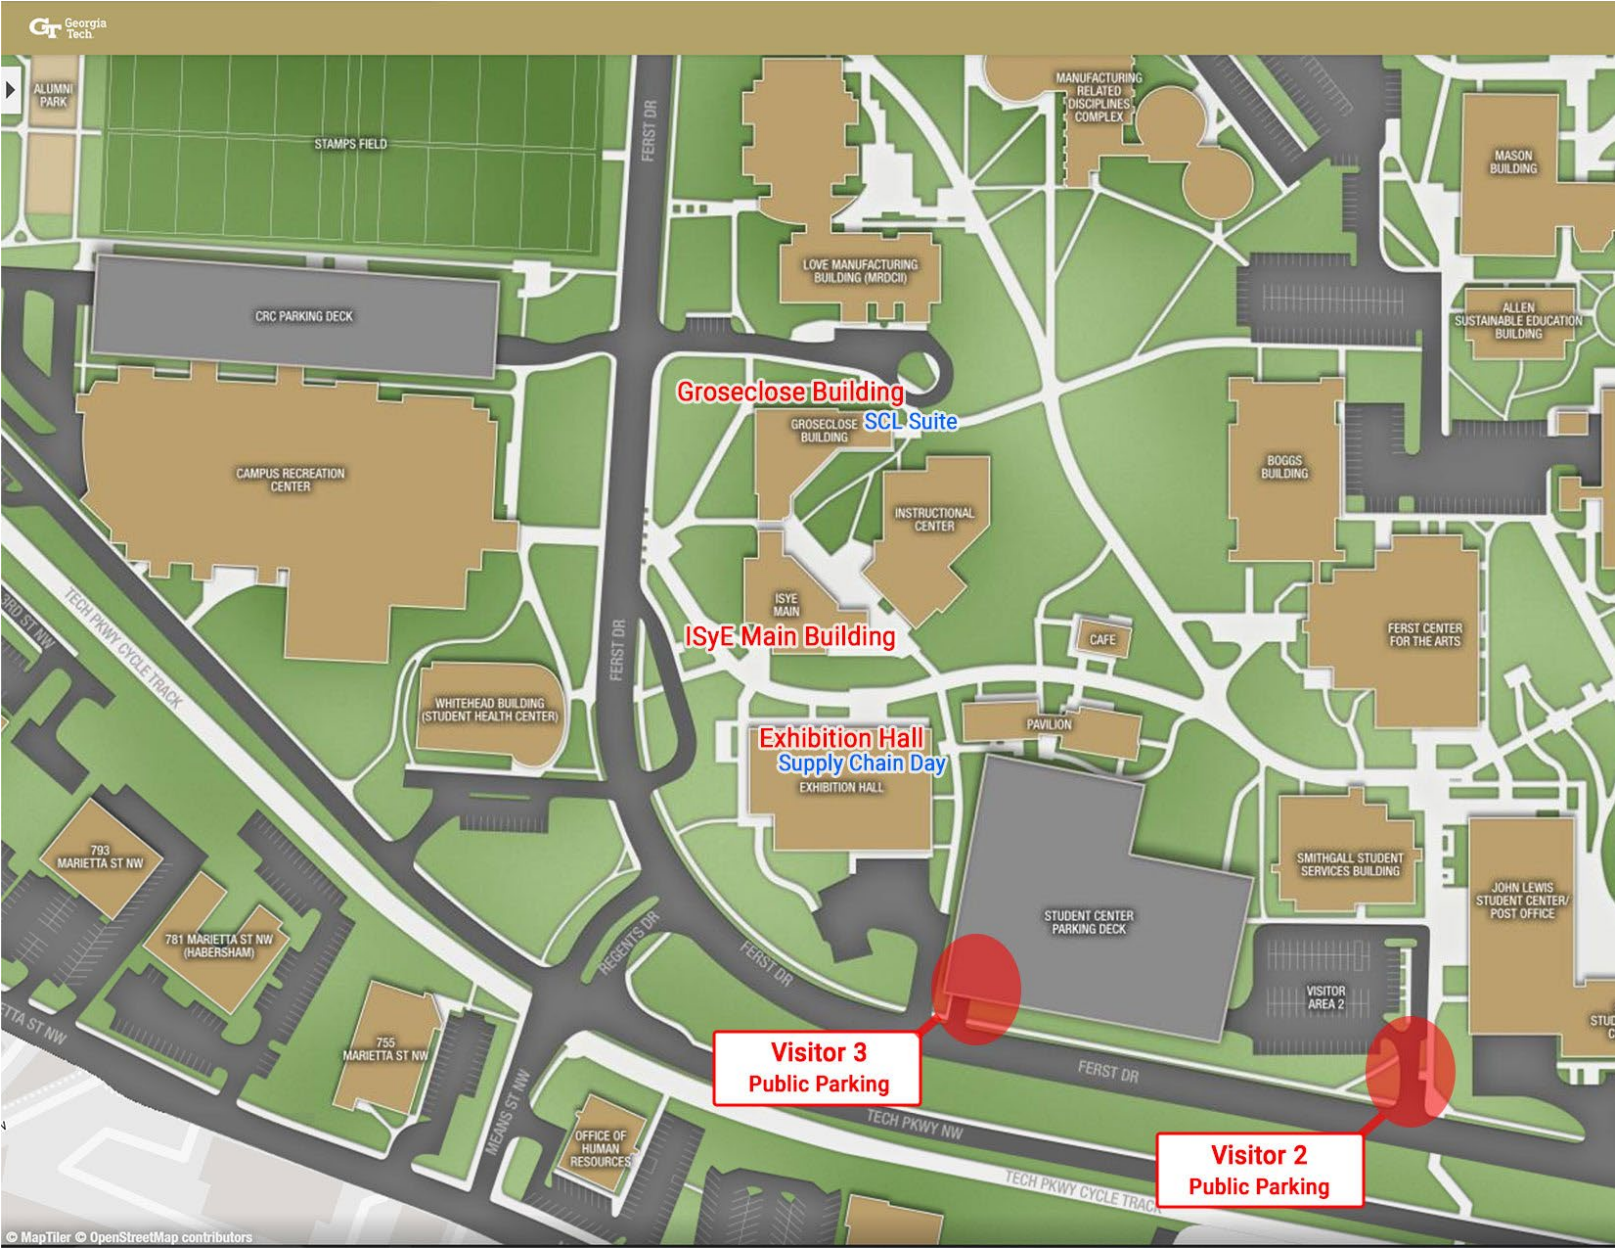 GT Georgia
Tech
ALUMNI
PARK
STAMPS FIELD
FERST DR
MANUFACTURING
RELATED
DISCIPLINES
COMPLEX
MASON
BUILDING
LOVE MANUFACTURING
BUILDING (MRDCII)
CRC PARKING DECK
ALLEN
SUSTAINABLE EDUCATION
BUILDING
Groseclose Building
SCL Suite
GROSECLOSE
BUILDING
CAMPUS RECREATION
CENTER
BOGGS
BUILDING
INSTRUCTIONAL
CENTER
3RD ST NW
TECH PKWY CYCLE TRACK
ISYE
MAIN
ISyE Main Building
FERST DR
CAFE
FERST CENTER
FOR THE ARTS
WHITEHEAD BUILDING
(STUDENT HEALTH CENTER)
PAVILION
Exhibition Hall
Supply Chain Day
EXHIBITION HALL
793
MARIETTA ST NW
SMITHGALL STUDENT
SERVICES BUILDING
JOHN LEWIS
STUDENT CENTER/
POST OFFICE
STUDENT CENTER
PARKING DECK
781 MARIETTA ST NW
(HABERSHAM)
REGENTS DR
FERST DR
VISITOR
AREA 2
STUD
C
ETTA ST NW
755
MARIETTA ST NW
Visitor 3
Public Parking
FERST DR
MEANS ST NW
TECH PKWY NW
OFFICE OF
HUMAN
RESOURCES
Visitor 2
Public Parking
TECH PKWY CYCLE TRACK
© MapTiler © OpenStreetMap contributors